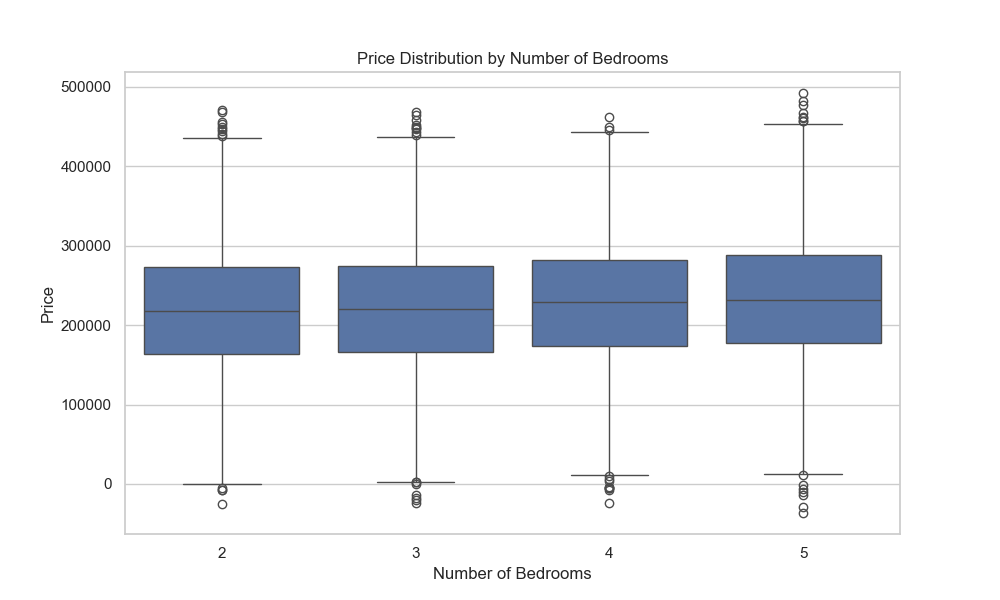 Price Distribution by Number of Bedrooms
500000
400000
300000
200000
100000
0
Price
2 3 4 5
Number of Bedrooms